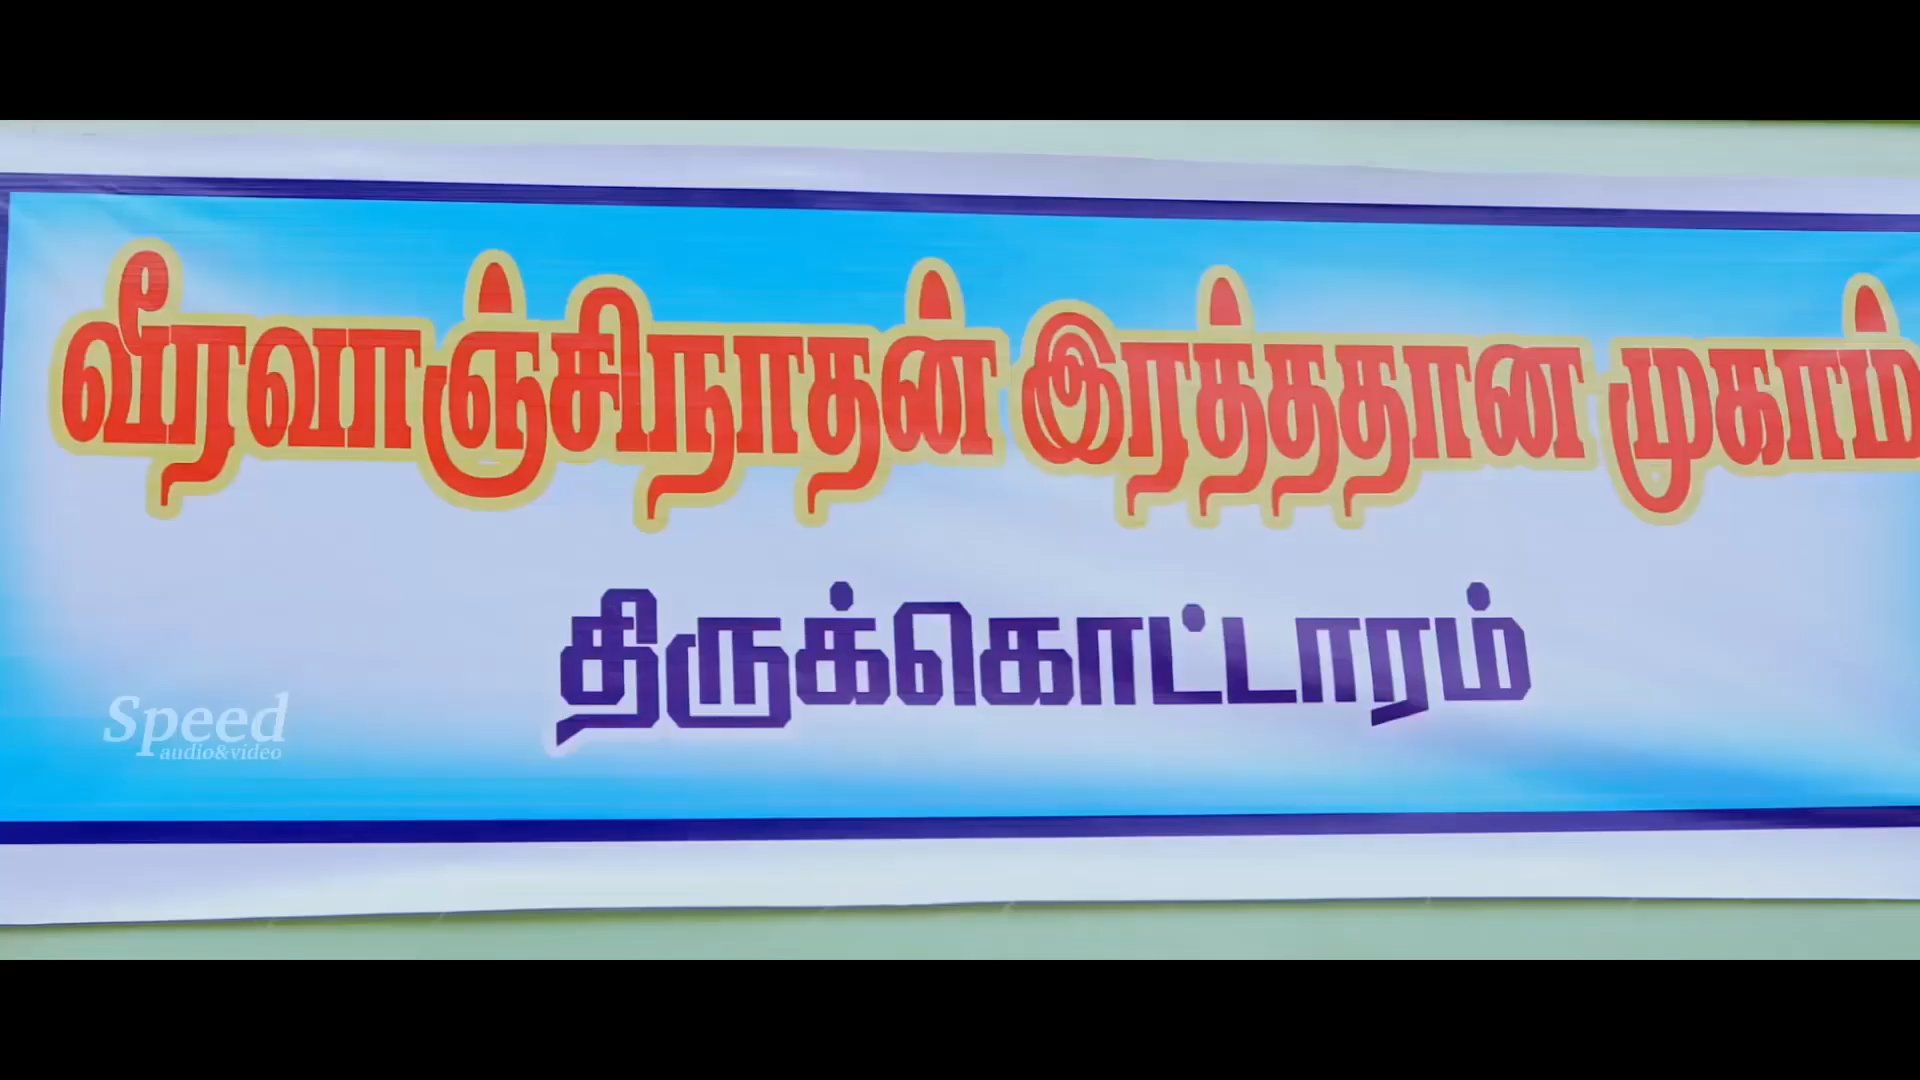 வீரவாஞ்சிநாதன் இரத்ததான முகாம்
திருக்கொட்டாரம்
Speed
audio&video